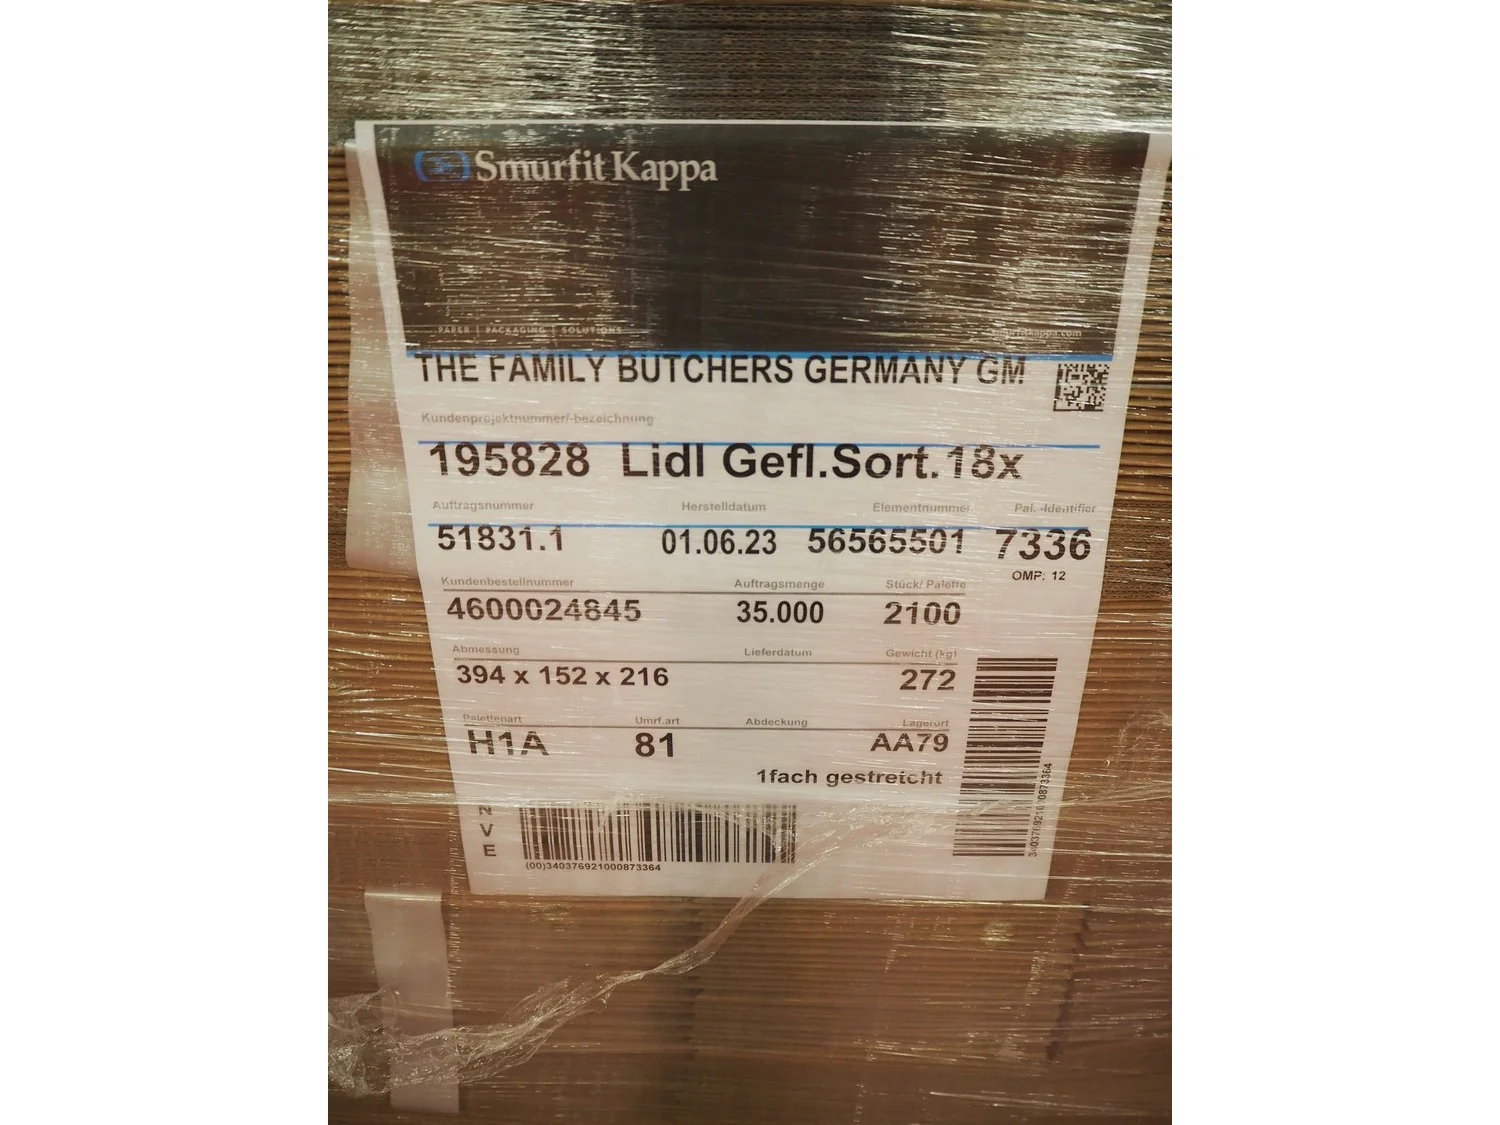 Smurfit Kappa
PAPER | PACKAGING | SOLUTIONS
smurfitkappa.com
THE FAMILY BUTCHERS GERMANY GM
Kundenprojektnummer/-bezeichnung
195828 Lidl Gefl.Sort.18x
Auftragsnummer Herstelldatum Elementnummer Pal. -Identifier
51831.1 01.06.23 56565501 7336
OMP: 12
Kundenbestellnummer Auftragsmenge Stück/ Palette
4600024845 35.000 2100
Abmessung Lieferdatum Gewicht (kg)
394 x 152 x 216 272
Palettenart Umrf.art Abdeckung Lagerort
H1A 81 AA79
1fach gestreicht
N
V
E
(00)340376921000873364
340376921000873364